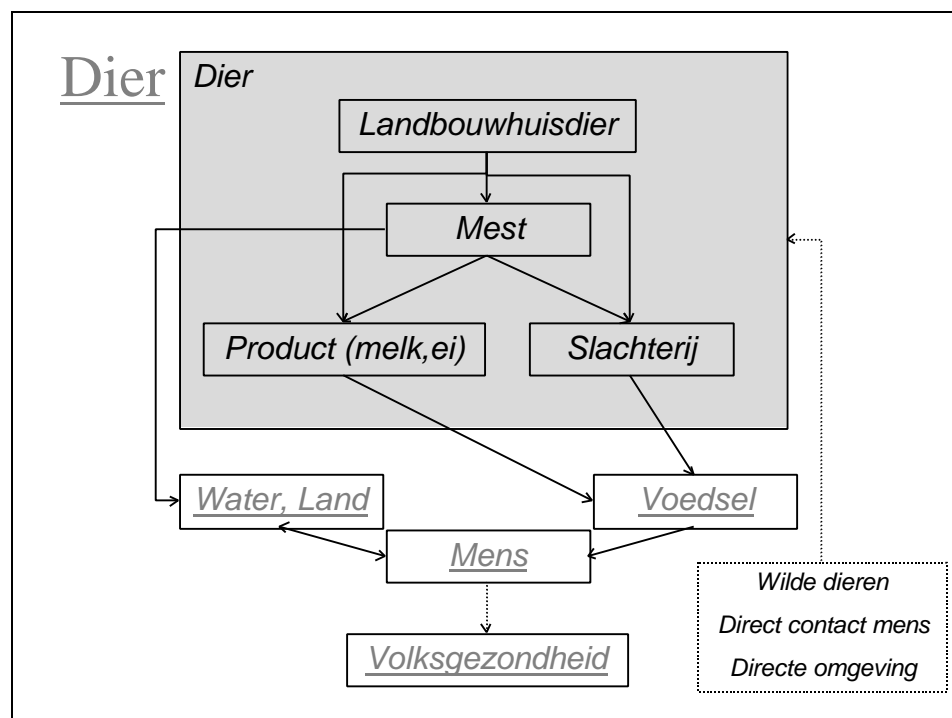 Dier
Dier
Landbouwhuisdier
Mest
Product (melk,ei)
Slachterij
Water, Land
Voedsel
Mens
Wilde dieren
Direct contact mens
Directe omgeving
Volksgezondheid